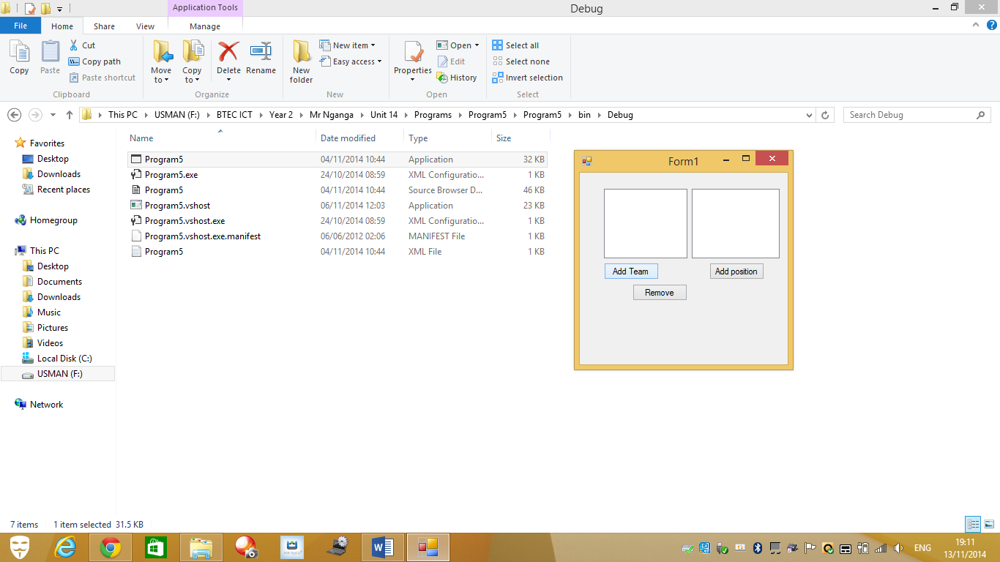 Application Tools
Debug
File Home Share View Manage
Copy
Paste
Cut
Copy path
Paste shortcut
Clipboard
Move to
Copy to
Delete
Rename
Organize
New folder
New item
Easy access
New
Properties
Open
Edit
History
Open
Select all
Select none
Invert selection
Select
This PC USMAN (F:) BTEC ICT Year 2 Mr Nganga Unit 14 Programs Program5 Program5 bin Debug
Search Debug
Favorites
Desktop
Downloads
Recent places
Homegroup
This PC
Desktop
Documents
Downloads
Music
Pictures
Videos
Local Disk (C:)
USMAN (F:)
Network
Name Date modified Type Size
Program5 04/11/2014 10:44 Application 32 KB
Program5.exe 24/10/2014 08:59 XML Configuratio... 1 KB
Program5 04/11/2014 10:44 Source Browser D... 46 KB
Program5.vshost 06/11/2014 12:03 Application 23 KB
Program5.vshost.exe 24/10/2014 08:59 XML Configuratio... 1 KB
Program5.vshost.exe.manifest 06/06/2012 02:06 MANIFEST File 1 KB
Program5 04/11/2014 10:44 XML File 1 KB
Form1
Add Team
Add position
Remove
7 items 1 item selected 31.5 KB
ENG
19:11
13/11/2014